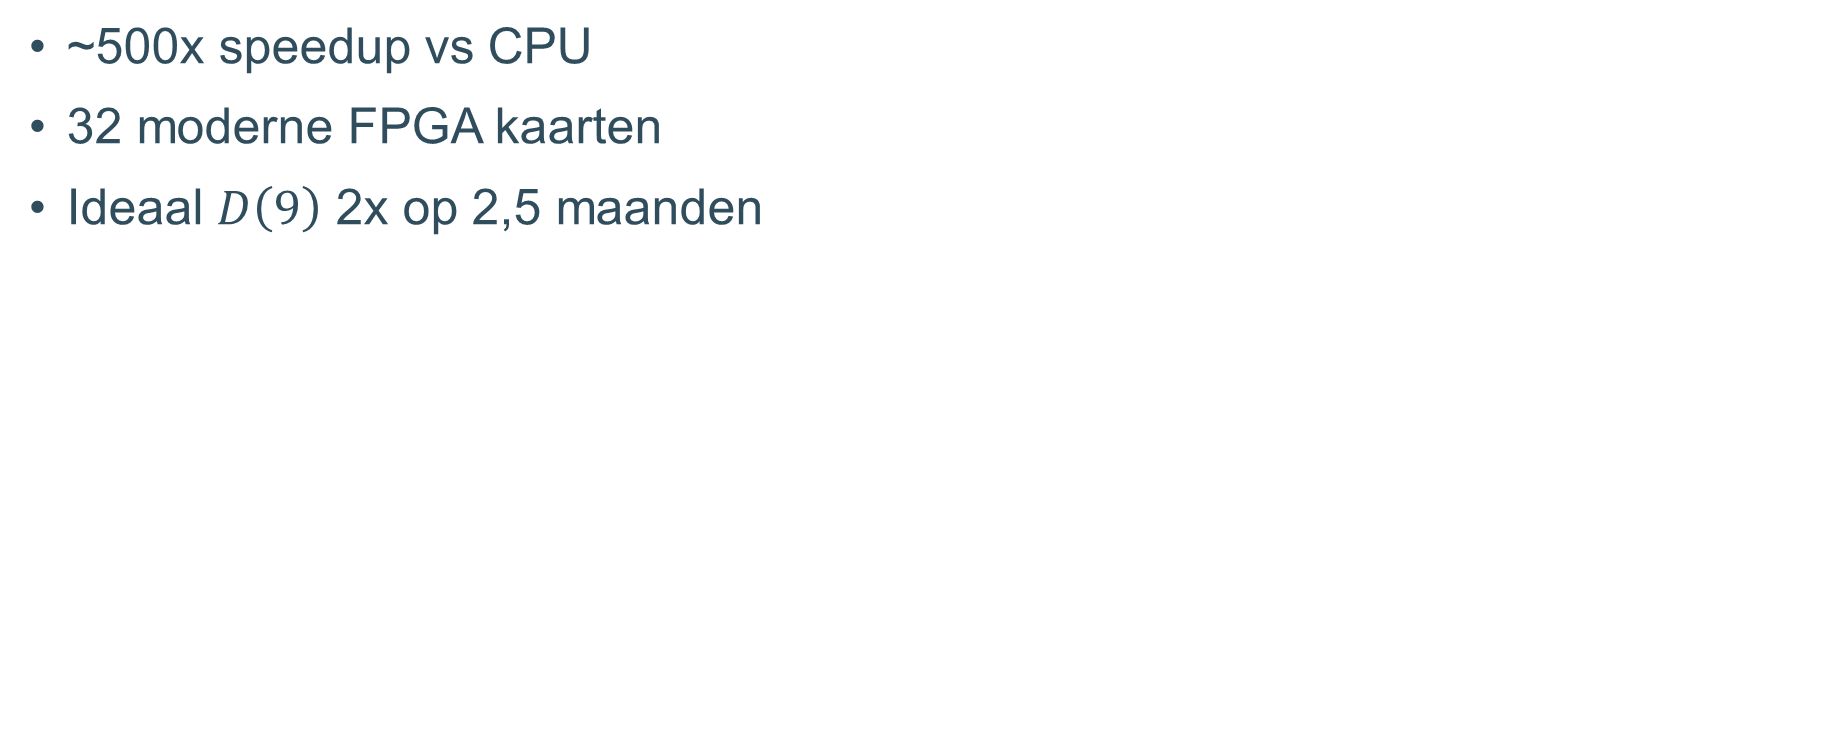 • ~500x speedup vs CPU
• 32 moderne FPGA kaarten
• Ideaal D(9) 2x op 2,5 maanden